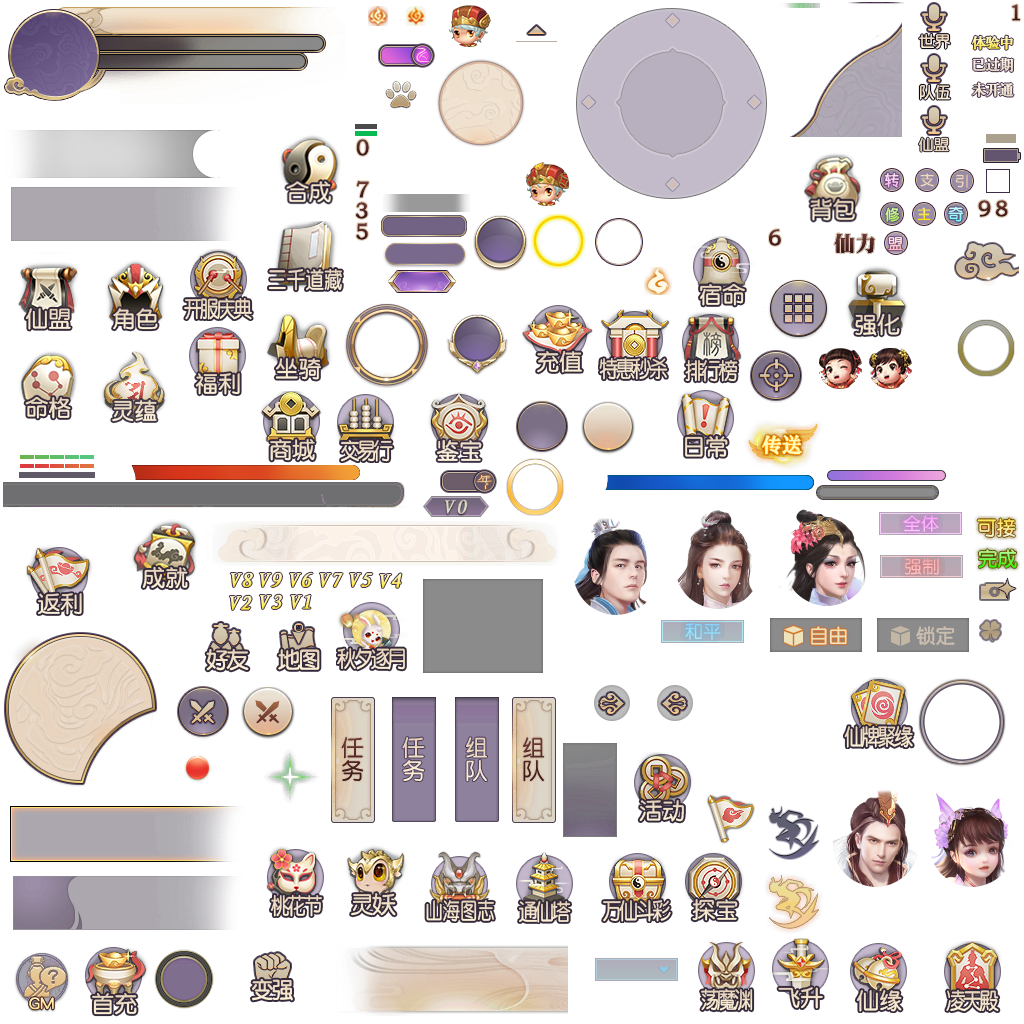 1
世界
体验中
已过期
队伍
未开通
仙盟
0
合成
7
3
5
转
支
引
背包
修
主
奇
98
6
仙力
盟
三千道藏
宿命
仙盟
角色
开服庆典
强化
坐骑
充值
特惠秒杀
排行榜
福利
命格
灵蕴
商城
交易行
鉴宝
日常
传送
年
V0
全体
可接
完成
强制
成就
返利
V8 V9 V6 V7 V5 V4
V2 V3 V1
和平
自由
锁定
好友
地图
秋夕逐月
任务
任务
组队
组队
仙牌聚缘
活动
桃花节
灵妖
山海图志
通仙塔
万仙斗彩
探宝
GM
首充
变强
荡魔渊
飞升
仙缘
凌天殿